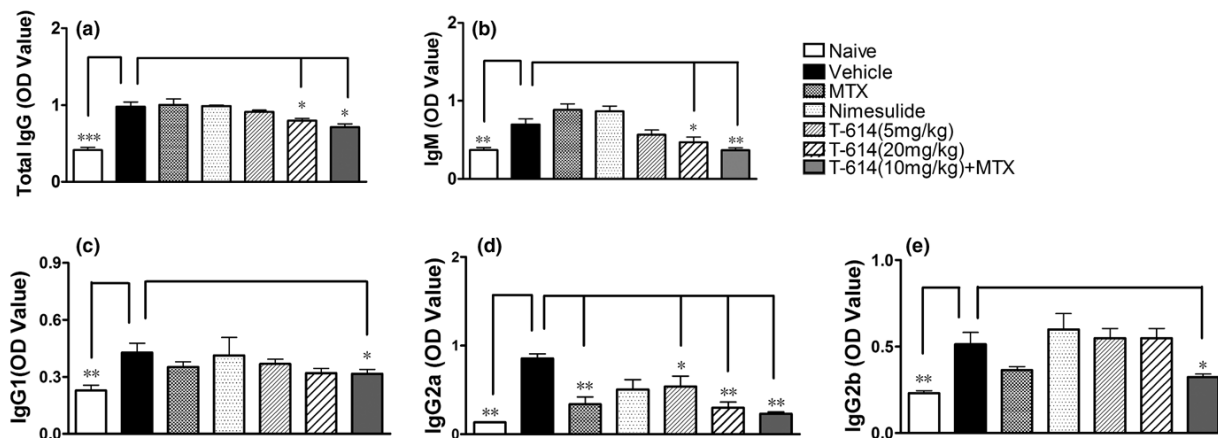 (a)
Total IgG (OD Value)
2
1
0
***
*
*
(b)
IgM (OD Value)
2
1
0
**
*
**
Naive
Vehicle
MTX
Nimesulide
T-614(5mg/kg)
T-614(20mg/kg)
T-614(10mg/kg)+MTX
(c)
IgG1(OD Value)
0.9
0.6
0.3
0.0
**
*
(d)
IgG2a (OD Value)
2
1
0
**
**
*
**
**
(e)
IgG2b (OD Value)
1.0
0.5
0.0
**
*